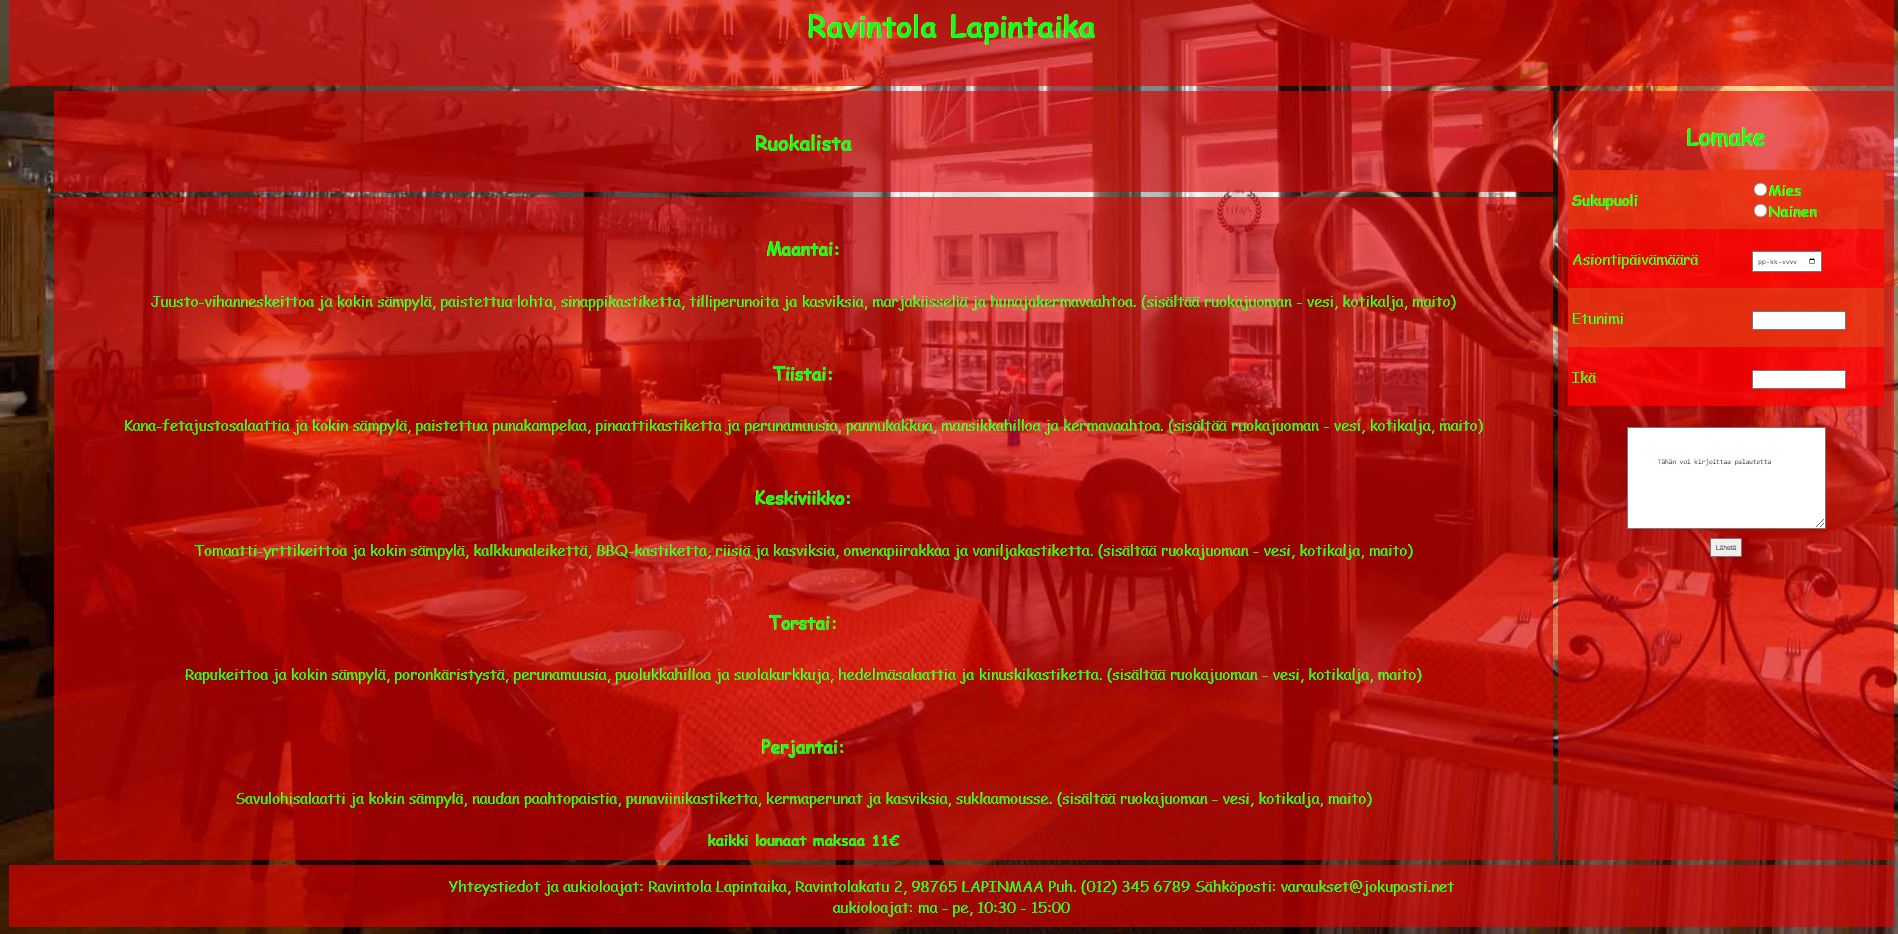 Ravintola Lapintaika
Ruokalista
Maantai:
Juusto-vihanneskeittoa ja kokin sämpylä, paistettua lohta, sinappikastiketta, tilliperunoita ja kasviksia, marjakiisseliä ja hunajakermavaahtoa. (sisältää ruokajuoman - vesi, kotikalja, maito)
Tiistai:
Kana-fetajustosalaattia ja kokin sämpylä, paistettua punakampelaa, pinaattikastiketta ja perunamuusia, pannukakkua, mansikkahilloa ja kermavaahtoa. (sisältää ruokajuoman - vesi, kotikalja, maito)
Keskiviikko:
Tomaatti-yrttikeittoa ja kokin sämpylä, kalkkunaleikettä, BBQ-kastiketta, riisiä ja kasviksia, omenapiirakkaa ja vaniljakastiketta. (sisältää ruokajuoman - vesi, kotikalja, maito)
Torstai:
Rapukeittoa ja kokin sämpylä, poronkäristystä, perunamuusia, puolukkahilloa ja suolakurkkuja, hedelmäsalaattia ja kinuskikastiketta. (sisältää ruokajuoman - vesi, kotikalja, maito)
Perjantai:
Savulohisalaatti ja kokin sämpylä, naudan paahtopaistia, punaviinikastiketta, kermaperunat ja kasviksia, suklaamousse. (sisältää ruokajuoman - vesi, kotikalja, maito)
kaikki lounaat maksaa 11€
Lomake
Sukupuoli
Mies
Nainen
Asiontipäivämäärä
pp-kk-vvvv
Etunimi
Ikä
Tähän voi kirjoittaa palautetta
Lähetä
Yhteystiedot ja aukioloajat: Ravintola Lapintaika, Ravintolakatu 2, 98765 LAPINMAA Puh. (012) 345 6789 Sähköposti: varaukset@jokuposti.net
aukioloajat: ma - pe, 10:30 - 15:00